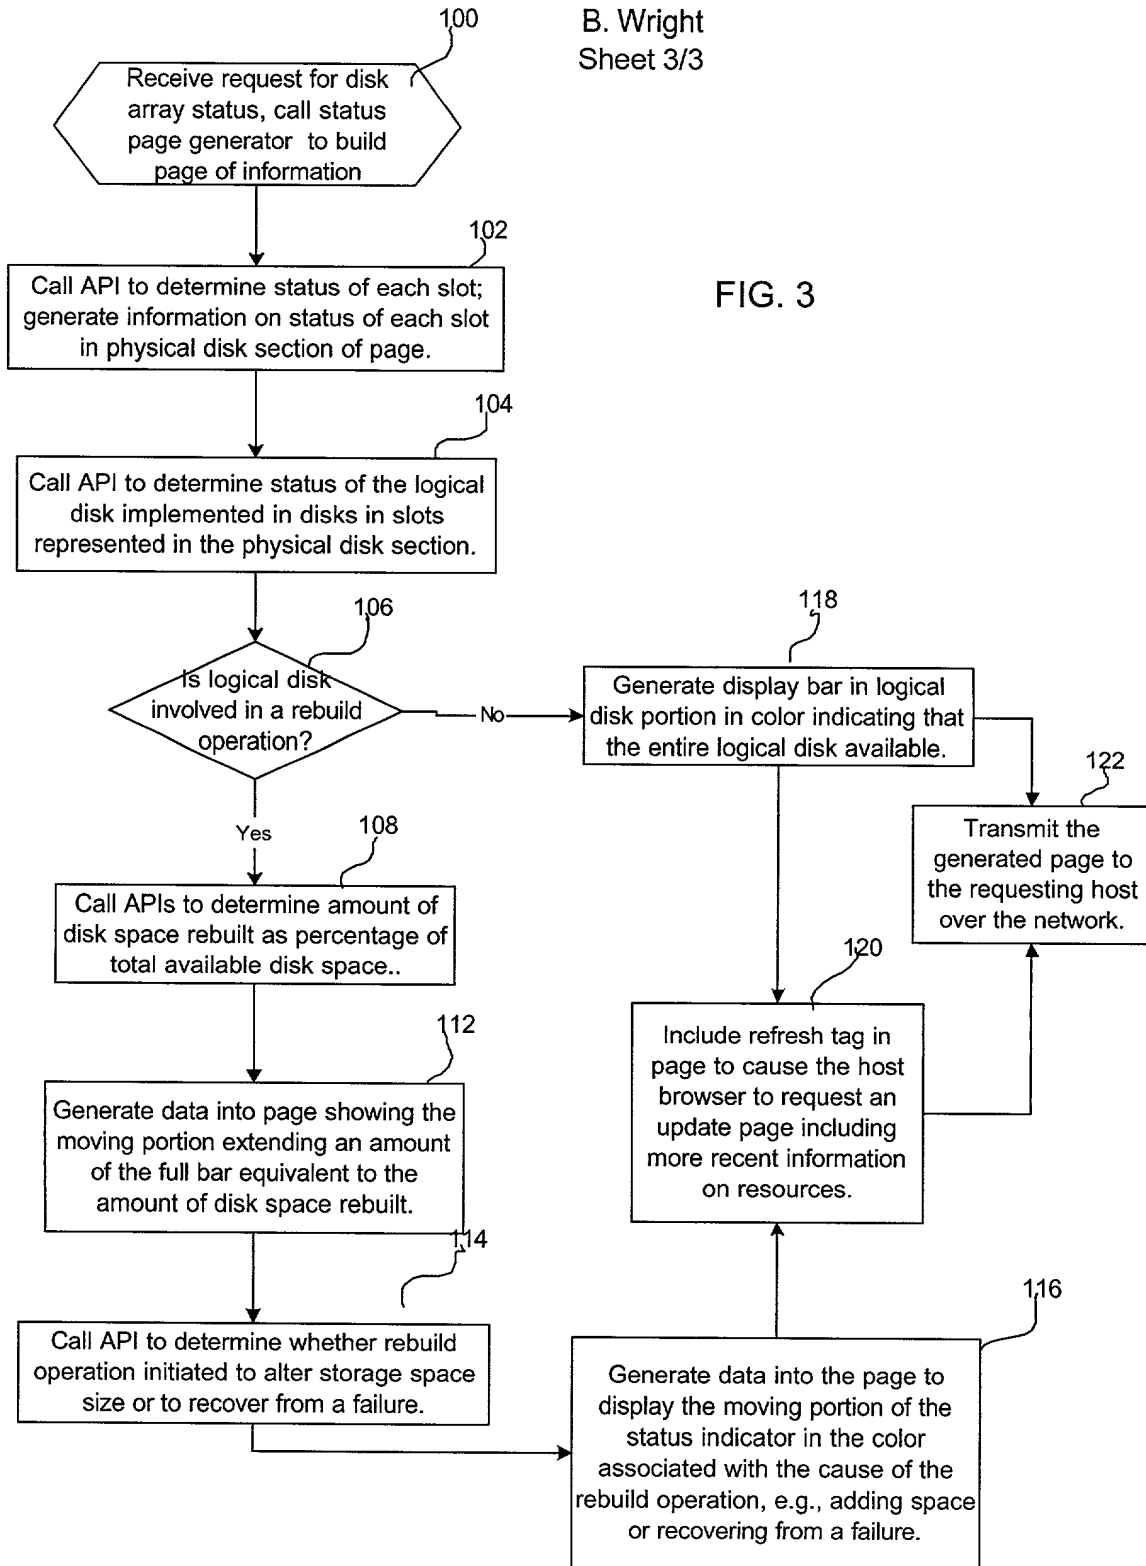 B. Wright
Sheet 3/3
FIG. 3
100
Receive request for disk
array status, call status
page generator to build
page of information
102
Call API to determine status of each slot;
generate information on status of each slot
in physical disk section of page.
104
Call API to determine status of the logical
disk implemented in disks in slots
represented in the physical disk section.
106
Is logical disk
involved in a rebuild
operation?
No
Yes
108
Call APIs to determine amount of
disk space rebuilt as percentage of
total available disk space..
112
Generate data into page showing the
moving portion extending an amount
of the full bar equivalent to the
amount of disk space rebuilt.
114
Call API to determine whether rebuild
operation initiated to alter storage space
size or to recover from a failure.
116
Generate data into the page to
display the moving portion of the
status indicator in the color
associated with the cause of the
rebuild operation, e.g., adding space
or recovering from a failure.
118
Generate display bar in logical
disk portion in color indicating that
the entire logical disk available.
120
Include refresh tag in
page to cause the host
browser to request an
update page including
more recent information
on resources.
122
Transmit the
generated page to
the requesting host
over the network.